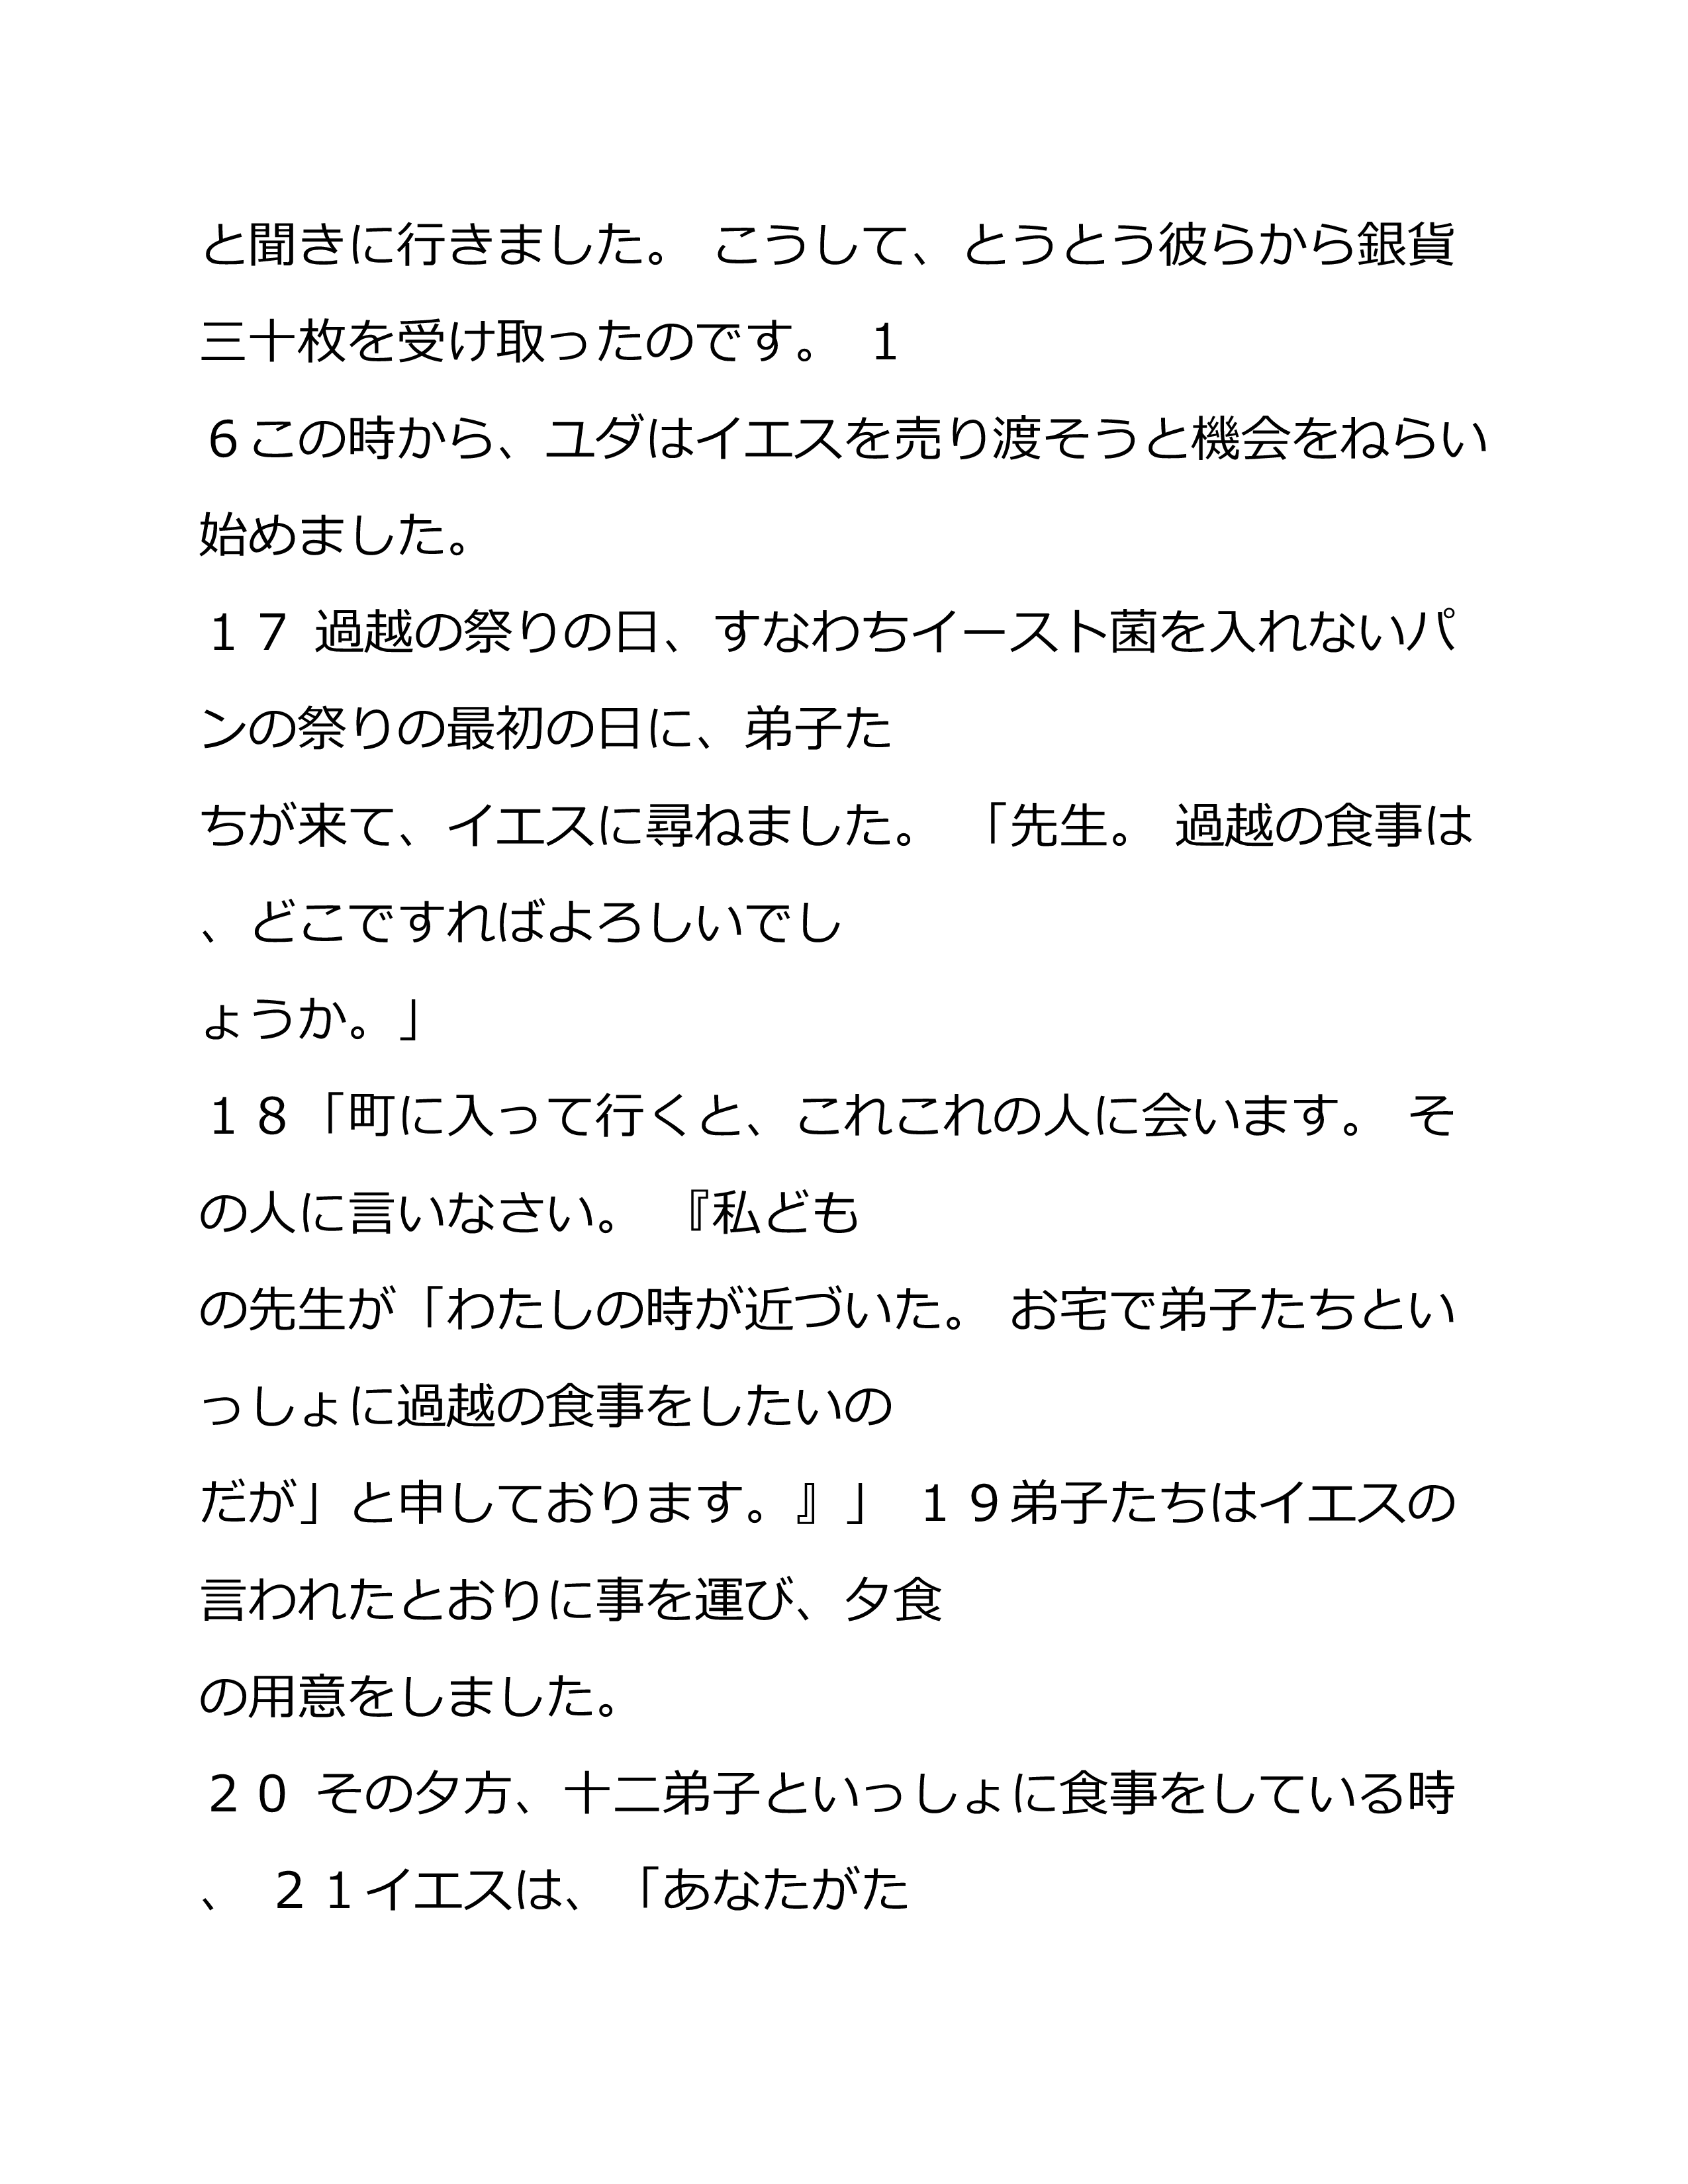 と聞きに行きました。 こうして、とうとう彼らから銀貨
三十枚を受け取ったのです。 １
６この時から、ユダはイエスを売り渡そうと機会をねらい
始めました。
１７ 過越の祭りの日、すなわちイースト菌を入れないパ
ンの祭りの最初の日に、弟子た
ちが来て、イエスに尋ねました。 「先生。 過越の食事は
、どこですればよろしいでし
ょうか。」
１８「町に入って行くと、これこれの人に会います。 そ
の人に言いなさい。 『私ども
の先生が「わたしの時が近づいた。 お宅で弟子たちとい
っしょに過越の食事をしたいの
だが」と申しております。』」 １９弟子たちはイエスの
言われたとおりに事を運び、夕食
の用意をしました。
２０ その夕方、十二弟子といっしょに食事をしている時
、 ２１イエスは、「あなたがた